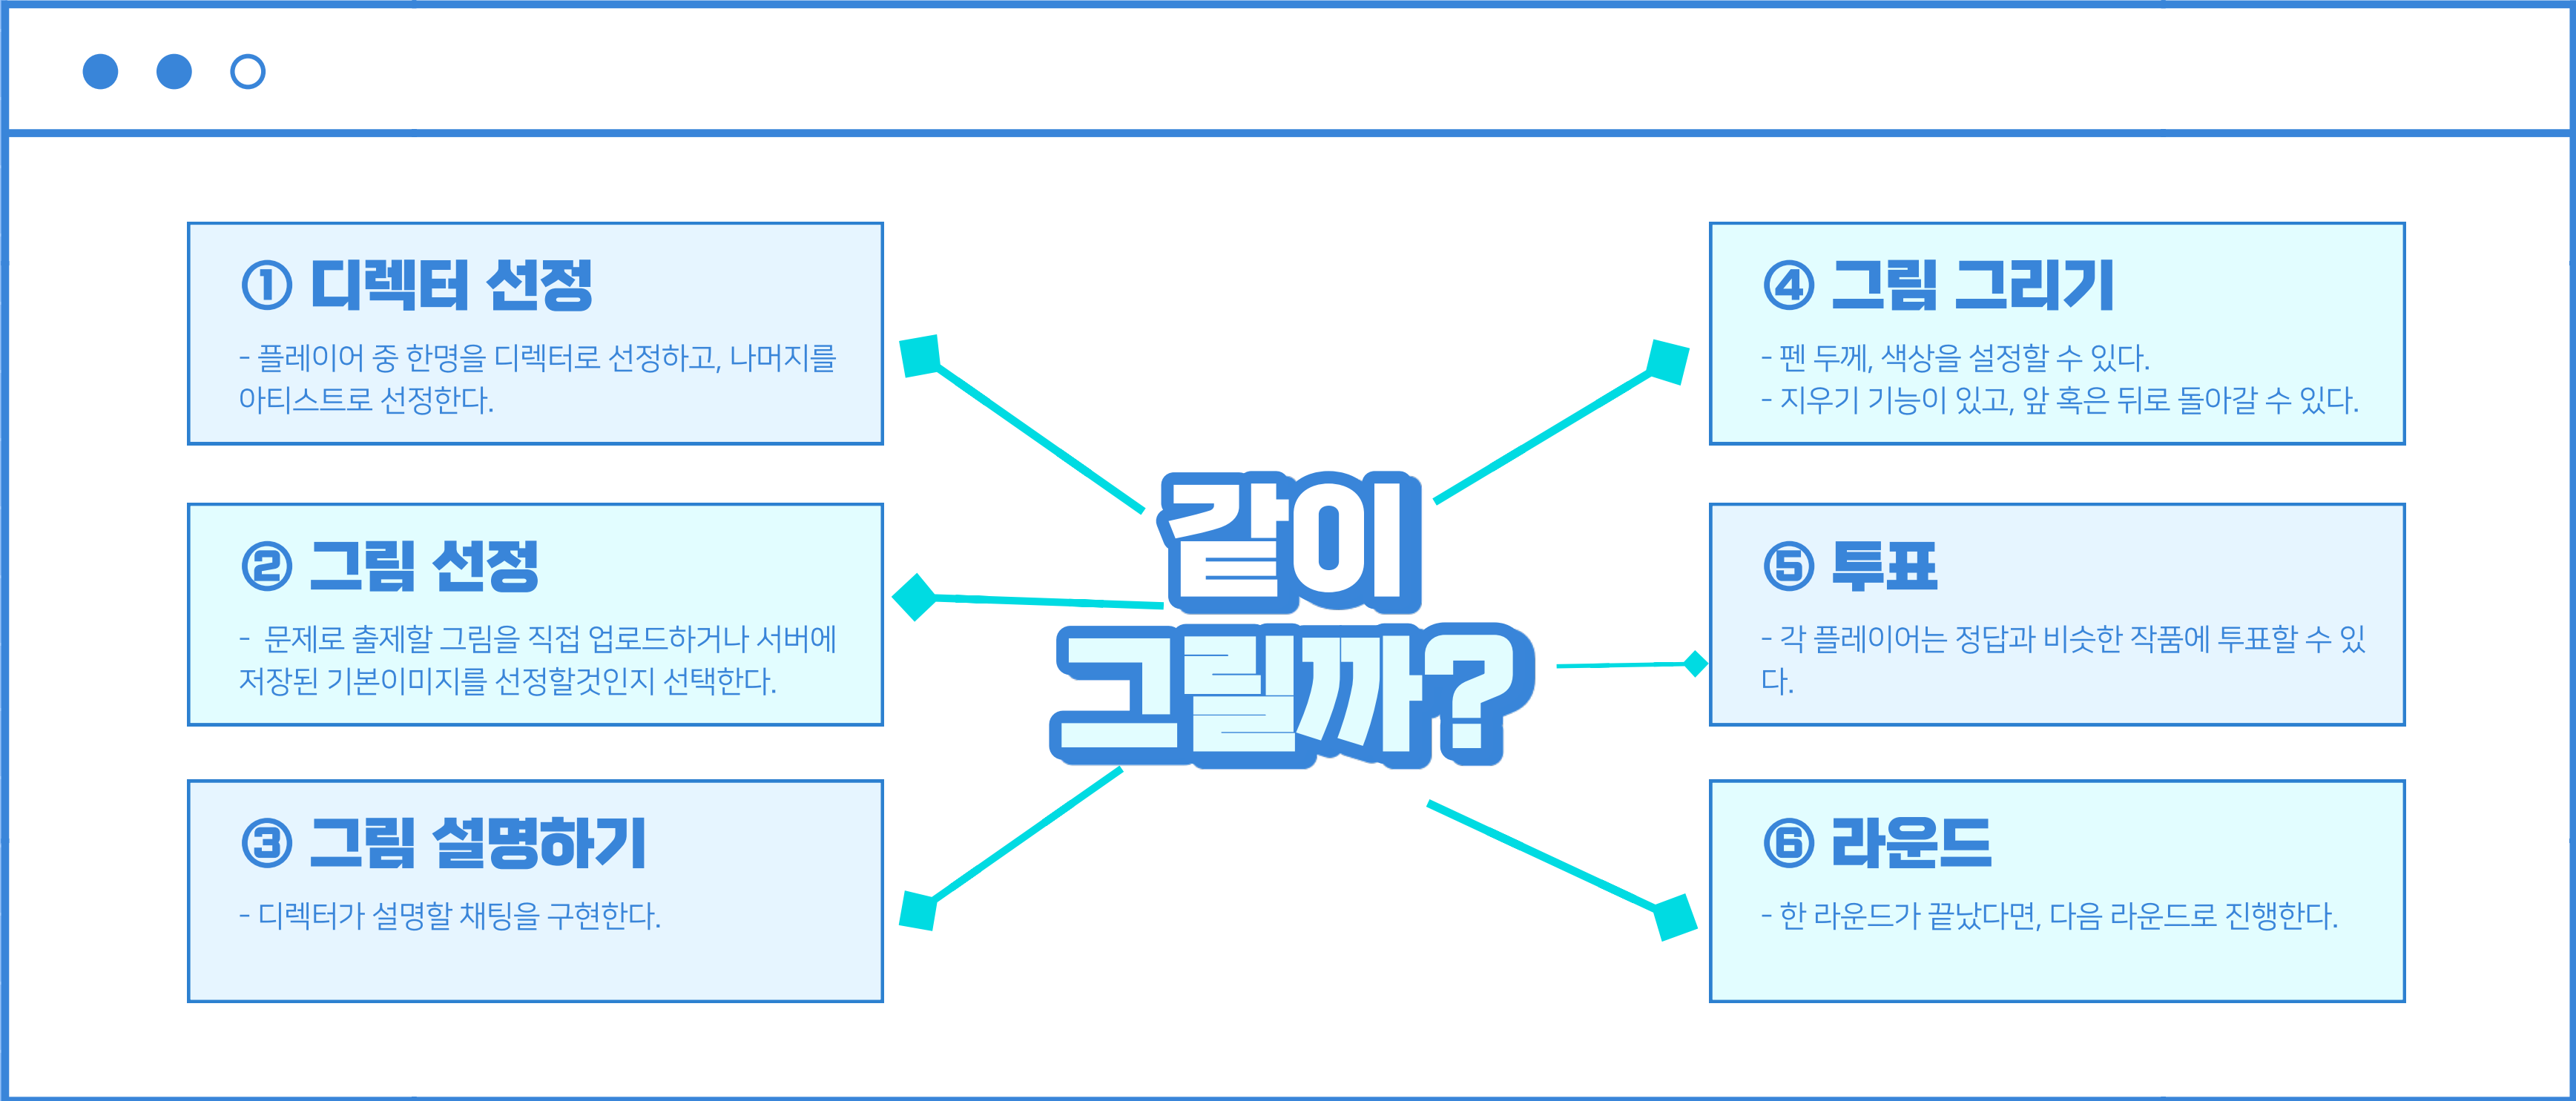 ① 디렉터 선정
- 플레이어 중 한명을 디렉터로 선정하고, 나머지를
아티스트로 선정한다.
② 그림 선정
-  문제로 출제할 그림을 직접 업로드하거나 서버에
저장된 기본이미지를 선정할것인지 선택한다.
③ 그림 설명하기
- 디렉터가 설명할 채팅을 구현한다.
같이
그릴까?
④ 그림 그리기
- 펜 두께, 색상을 설정할 수 있다.
- 지우기 기능이 있고, 앞 혹은 뒤로 돌아갈 수 있다.
⑤ 투표
- 각 플레이어는 정답과 비슷한 작품에 투표할 수 있
다.
⑥ 라운드
- 한 라운드가 끝났다면, 다음 라운드로 진행한다.